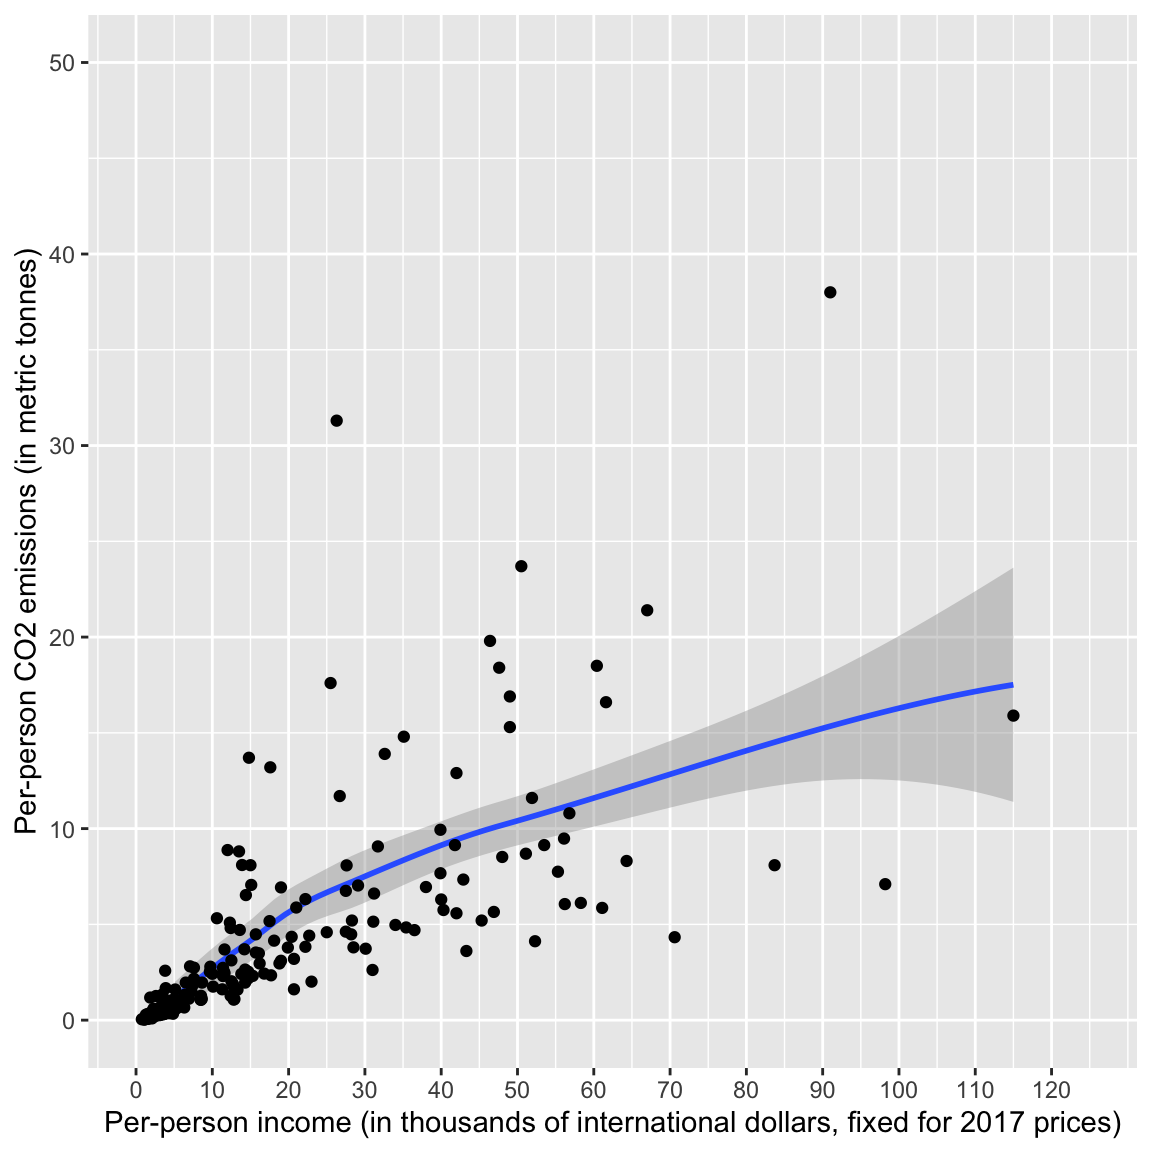 50
40
30
20
10
0
Per-person CO2 emissions (in metric tonnes)
0 10 20 30 40 50 60 70 80 90 100 110 120
Per-person income (in thousands of international dollars, fixed for 2017 prices)